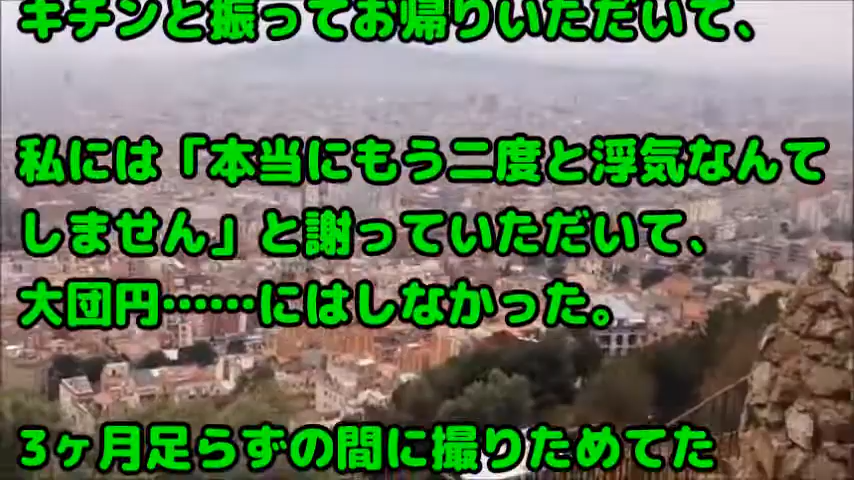 キチンと振ってお帰りいただいて、
私には「本当にもう二度と浮気なんて
しません」と謝っていただいて、
大団円……にはしなかった。
3ヶ月足らずの間に撮りためてた